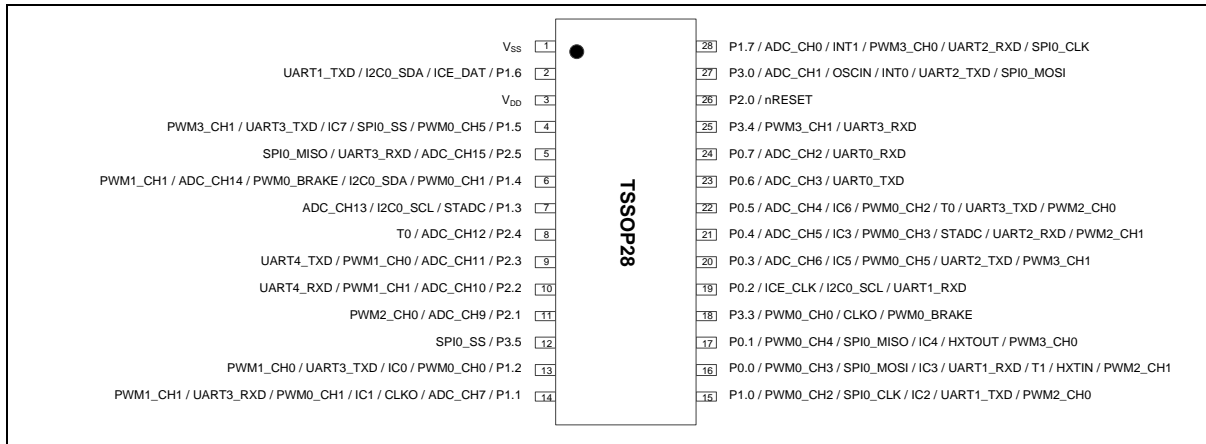 VSS 1
UART1_TXD / I2C0_SDA / ICE_DAT / P1.6 2
VDD 3
PWM3_CH1 / UART3_TXD / IC7 / SPI0_SS / PWM0_CH5 / P1.5 4
SPI0_MISO / UART3_RXD / ADC_CH15 / P2.5 5
PWM1_CH1 / ADC_CH14 / PWM0_BRAKE / I2C0_SDA / PWM0_CH1 / P1.4 6
ADC_CH13 / I2C0_SCL / STADC / P1.3 7
T0 / ADC_CH12 / P2.4 8
UART4_TXD / PWM1_CH0 / ADC_CH11 / P2.3 9
UART4_RXD / PWM1_CH1 / ADC_CH10 / P2.2 10
PWM2_CH0 / ADC_CH9 / P2.1 11
SPI0_SS / P3.5 12
PWM1_CH0 / UART3_TXD / IC0 / PWM0_CH0 / P1.2 13
PWM1_CH1 / UART3_RXD / PWM0_CH1 / IC1 / CLKO / ADC_CH7 / P1.1 14
TSSOP28
28 P1.7 / ADC_CH0 / INT1 / PWM3_CH0 / UART2_RXD / SPI0_CLK
27 P3.0 / ADC_CH1 / OSCIN / INT0 / UART2_TXD / SPI0_MOSI
26 P2.0 / nRESET
25 P3.4 / PWM3_CH1 / UART3_RXD
24 P0.7 / ADC_CH2 / UART0_RXD
23 P0.6 / ADC_CH3 / UART0_TXD
22 P0.5 / ADC_CH4 / IC6 / PWM0_CH2 / T0 / UART3_TXD / PWM2_CH0
21 P0.4 / ADC_CH5 / IC3 / PWM0_CH3 / STADC / UART2_RXD / PWM2_CH1
20 P0.3 / ADC_CH6 / IC5 / PWM0_CH5 / UART2_TXD / PWM3_CH1
19 P0.2 / ICE_CLK / I2C0_SCL / UART1_RXD
18 P3.3 / PWM0_CH0 / CLKO / PWM0_BRAKE
17 P0.1 / PWM0_CH4 / SPI0_MISO / IC4 / HXTOUT / PWM3_CH0
16 P0.0 / PWM0_CH3 / SPI0_MOSI / IC3 / UART1_RXD / T1 / HXTIN / PWM2_CH1
15 P1.0 / PWM0_CH2 / SPI0_CLK / IC2 / UART1_TXD / PWM2_CH0